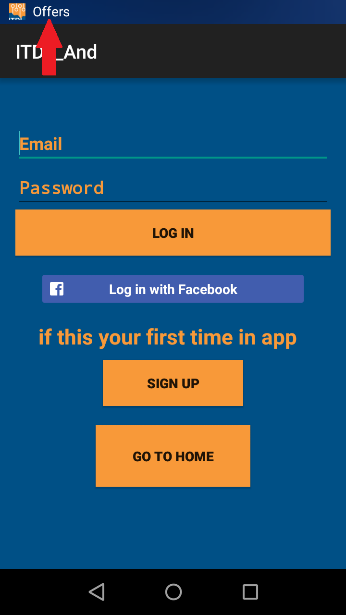 Offers
ITD_And
Email
Password
LOG IN
Log in with Facebook
if this your first time in app
SIGN UP
GO TO HOME